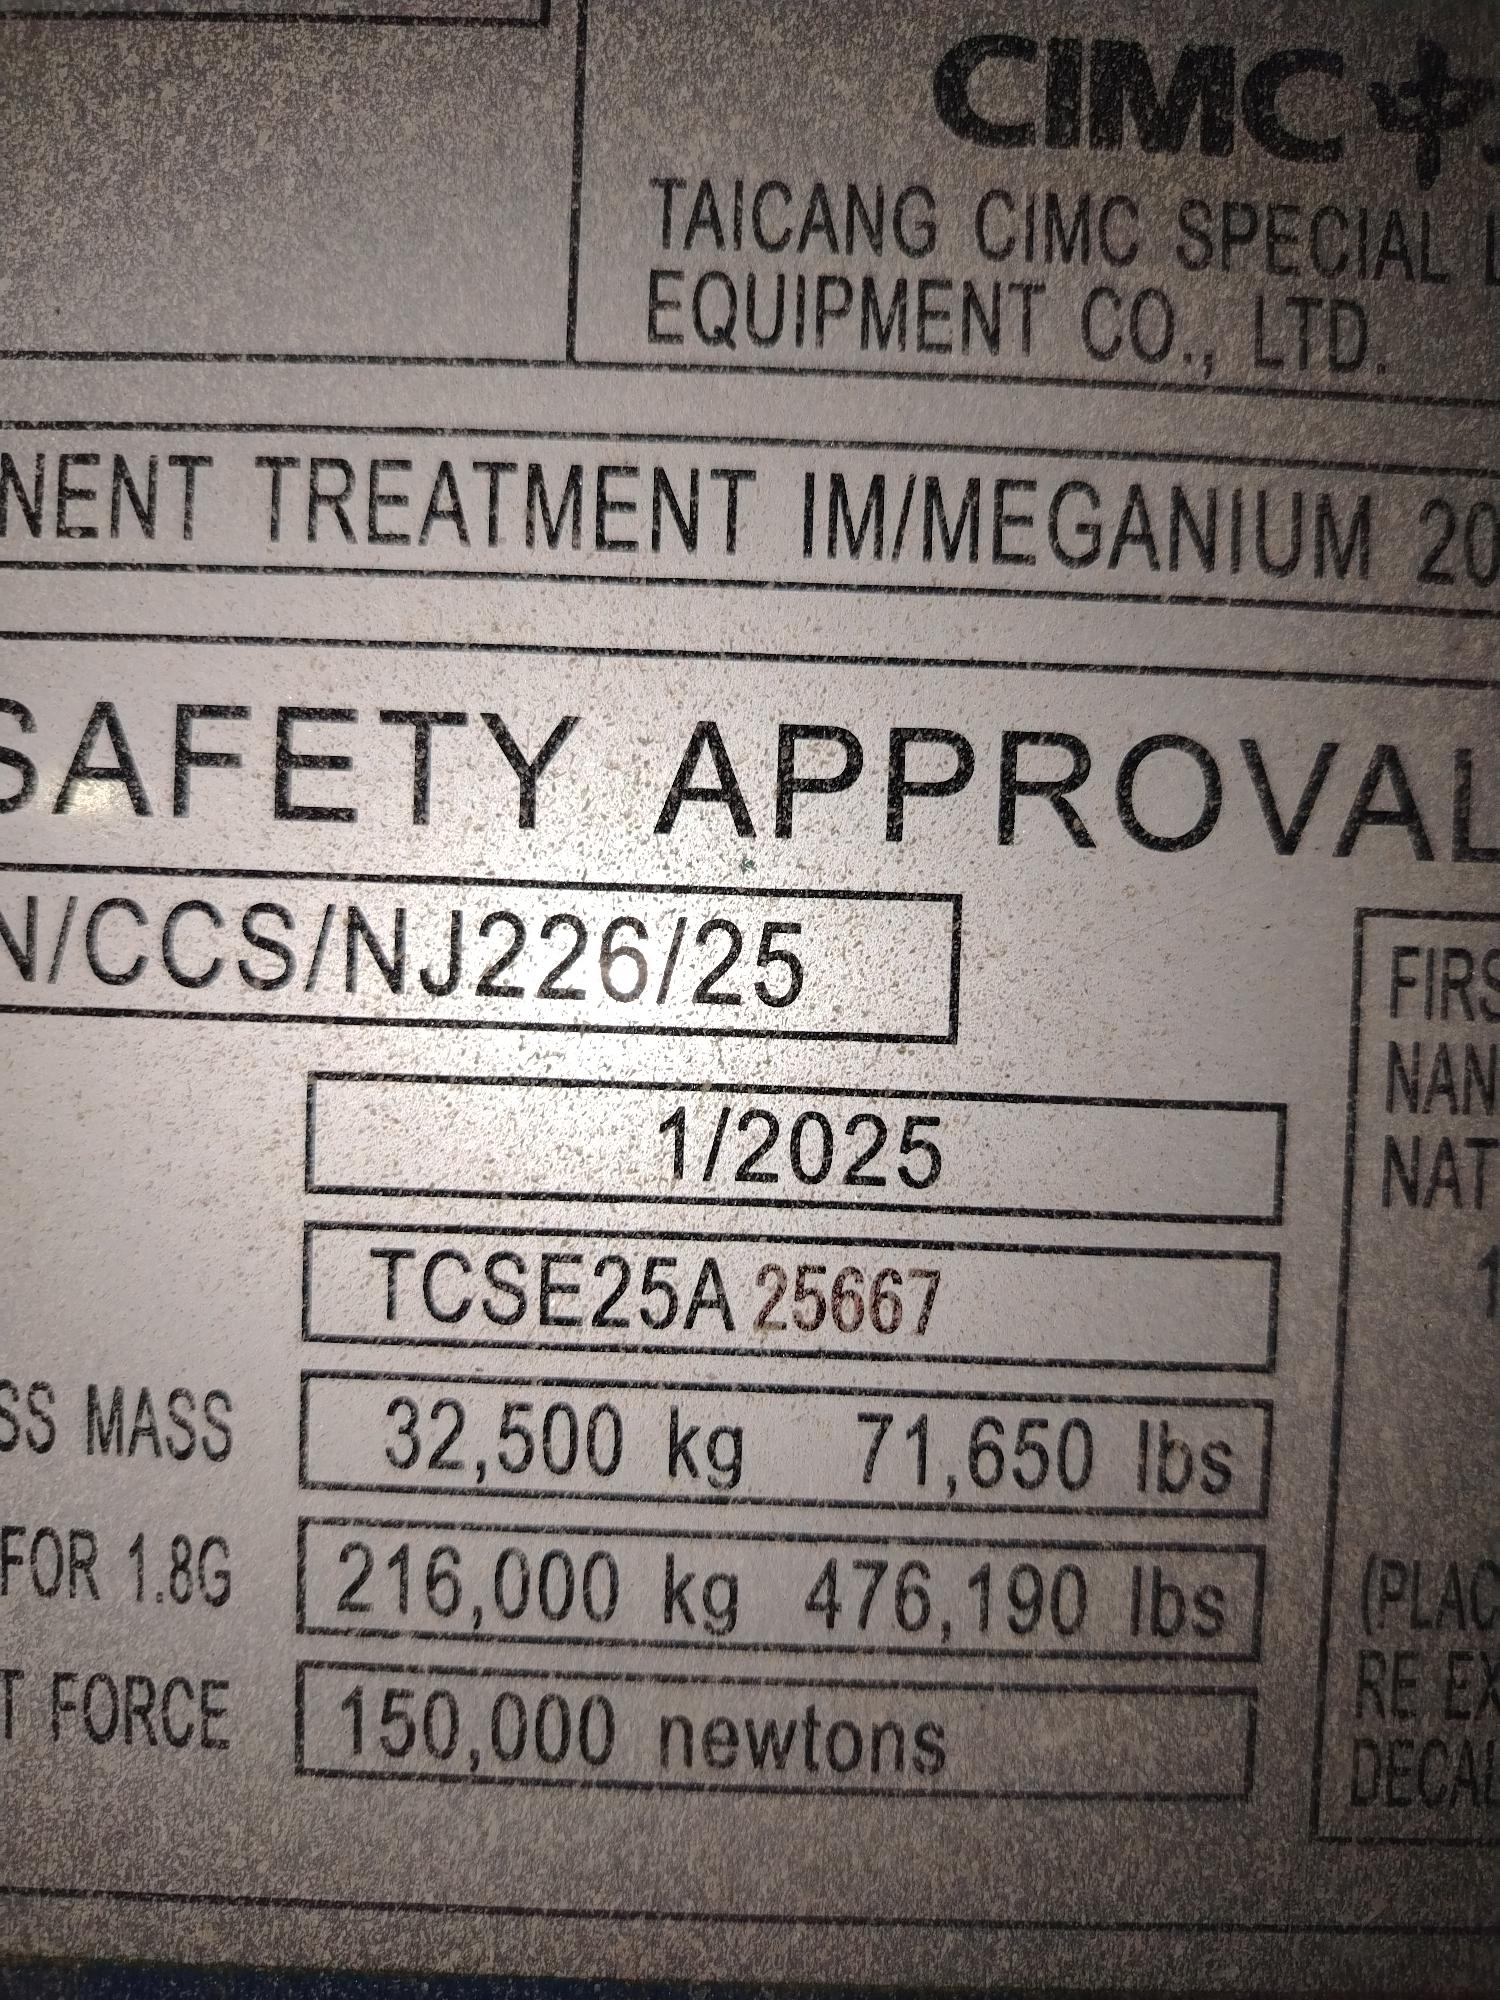 CIMC 中
TAICANG CIMC SPECIAL L
EQUIPMENT CO., LTD.
NENT TREATMENT IM/MEGANIUM 20
SAFETY APPROVAL
N/CCS/NJ226/25
1/2025
TCSE25A 25667
SS MASS 32,500 kg 71,650 lbs
FOR 1.8G 216,000 kg 476,190 lbs
T FORCE 150,000 newtons
FIRS
NAN
NAT
1
(PLAC
RE EX
DECAL